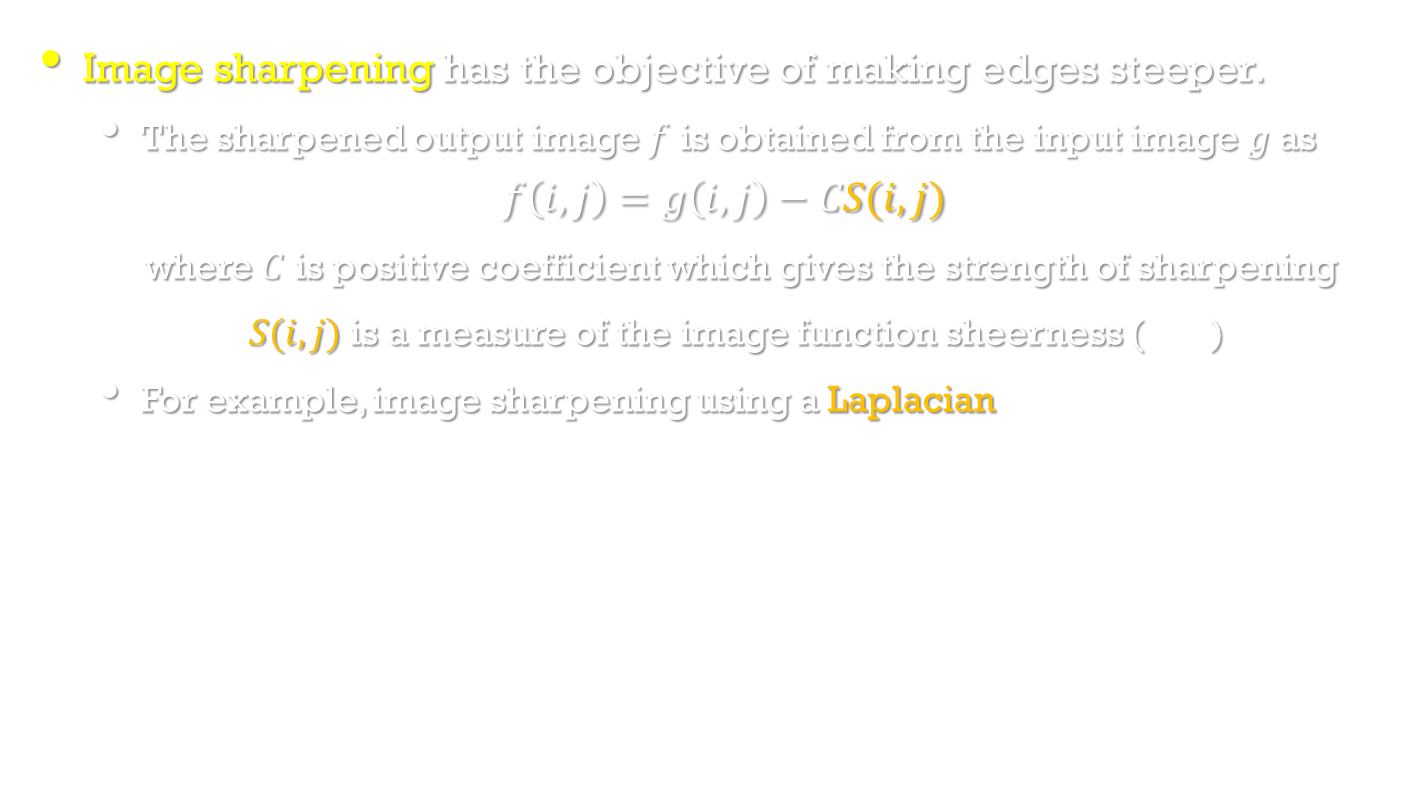 • Image sharpening has the objective of making edges steeper.
• The sharpened output image f is obtained from the input image g as
f(i,j) = g(i,j) − CS(i,j)
where C is positive coefficient which gives the strength of sharpening
S(i,j) is a measure of the image function sheerness ( )
• For example, image sharpening using a Laplacian